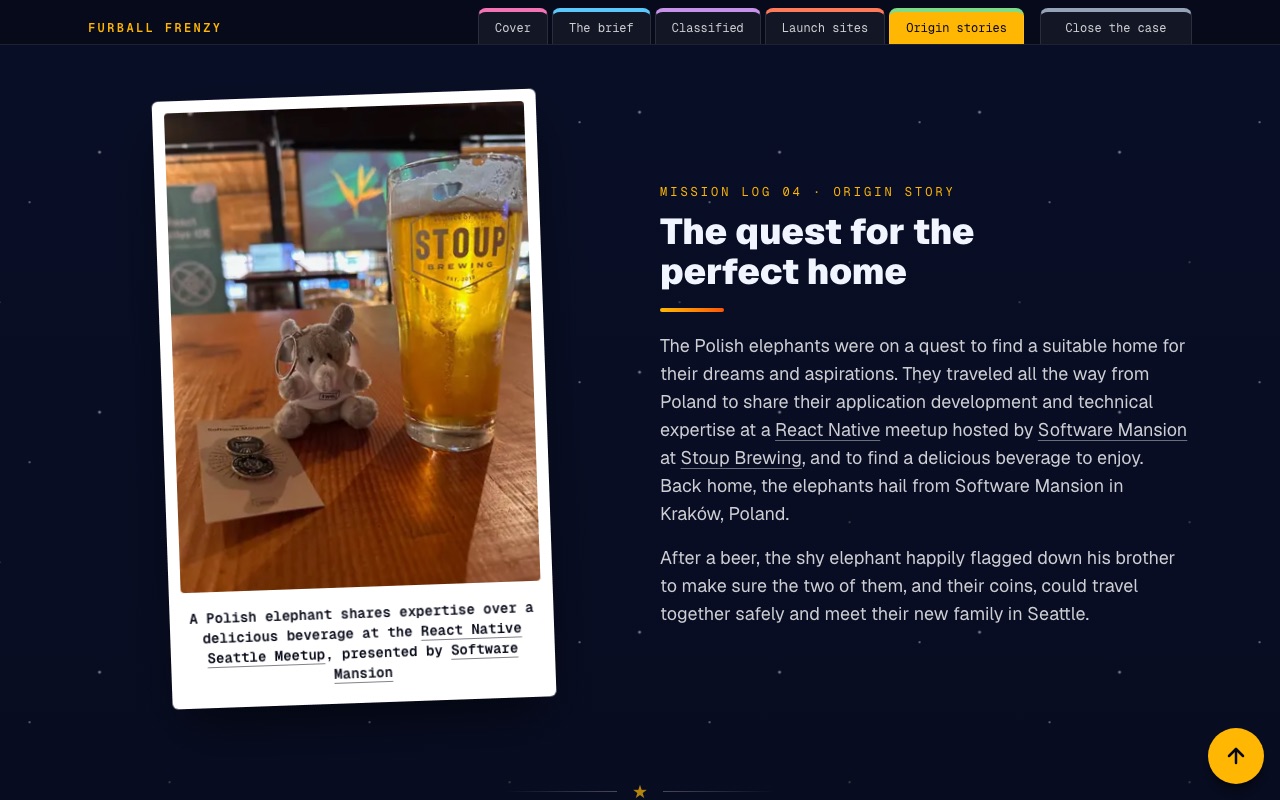 FURBALL FRENZY
Cover
The brief
Classified
Launch sites
Origin stories
Close the case
STOUP
BREWING
Software Mansion
A Polish elephant shares expertise over a
delicious beverage at the React Native
Seattle Meetup, presented by Software
Mansion
MISSION LOG 04 · ORIGIN STORY
The quest for the
perfect home
The Polish elephants were on a quest to find a suitable home for
their dreams and aspirations. They traveled all the way from
Poland to share their application development and technical
expertise at a React Native meetup hosted by Software Mansion
at Stoup Brewing, and to find a delicious beverage to enjoy.
Back home, the elephants hail from Software Mansion in
Kraków, Poland.
After a beer, the shy elephant happily flagged down his brother
to make sure the two of them, and their coins, could travel
together safely and meet their new family in Seattle.